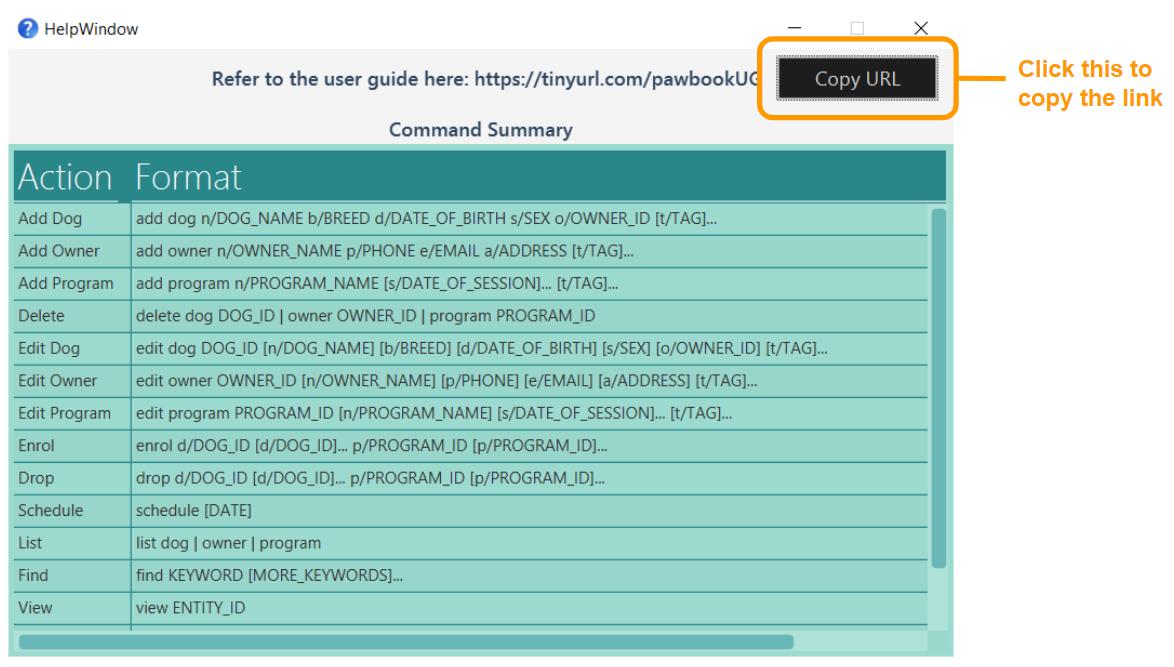 HelpWindow
Refer to the user guide here: https://tinyurl.com/pawbookUG
Copy URL
Click this to
copy the link
Command Summary
Action Format
Add Dog add dog n/DOG_NAME b/BREED d/DATE_OF_BIRTH s/SEX o/OWNER_ID [t/TAG]...
Add Owner add owner n/OWNER_NAME p/PHONE e/EMAIL a/ADDRESS [t/TAG]...
Add Program add program n/PROGRAM_NAME [s/DATE_OF_SESSION]... [t/TAG]...
Delete delete dog DOG_ID | owner OWNER_ID | program PROGRAM_ID
Edit Dog edit dog DOG_ID [n/DOG_NAME] [b/BREED] [d/DATE_OF_BIRTH] [s/SEX] [o/OWNER_ID] [t/TAG]...
Edit Owner edit owner OWNER_ID [n/OWNER_NAME] [p/PHONE] [e/EMAIL] [a/ADDRESS] [t/TAG]...
Edit Program edit program PROGRAM_ID [n/PROGRAM_NAME] [s/DATE_OF_SESSION]... [t/TAG]...
Enrol enrol d/DOG_ID [d/DOG_ID]... p/PROGRAM_ID [p/PROGRAM_ID]...
Drop drop d/DOG_ID [d/DOG_ID]... p/PROGRAM_ID [p/PROGRAM_ID]...
Schedule schedule [DATE]
List list dog | owner | program
Find find KEYWORD [MORE_KEYWORDS]...
View view ENTITY_ID